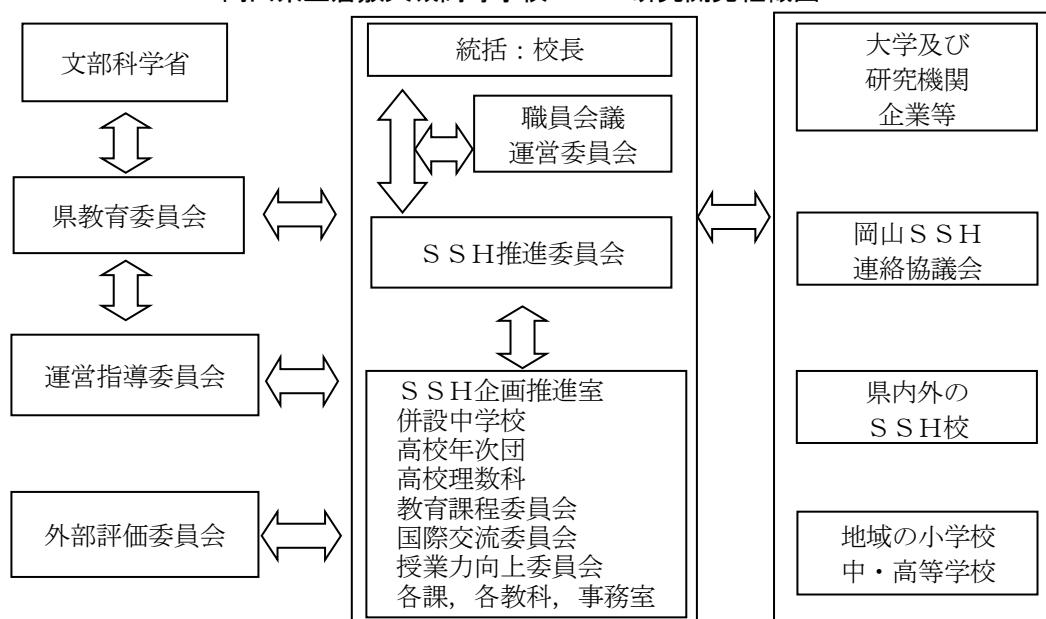 文部科学省
県教育委員会
運営指導委員会
外部評価委員会
統括：校長
職員会議
運営委員会
ＳＳＨ推進委員会
ＳＳＨ企画推進室
併設中学校
高校年次団
高校理数科
教育課程委員会
国際交流委員会
授業力向上委員会
各課，各教科，事務室
大学及び
研究機関
企業等
岡山ＳＳＨ
連絡協議会
県内外の
ＳＳＨ校
地域の小学校
中・高等学校